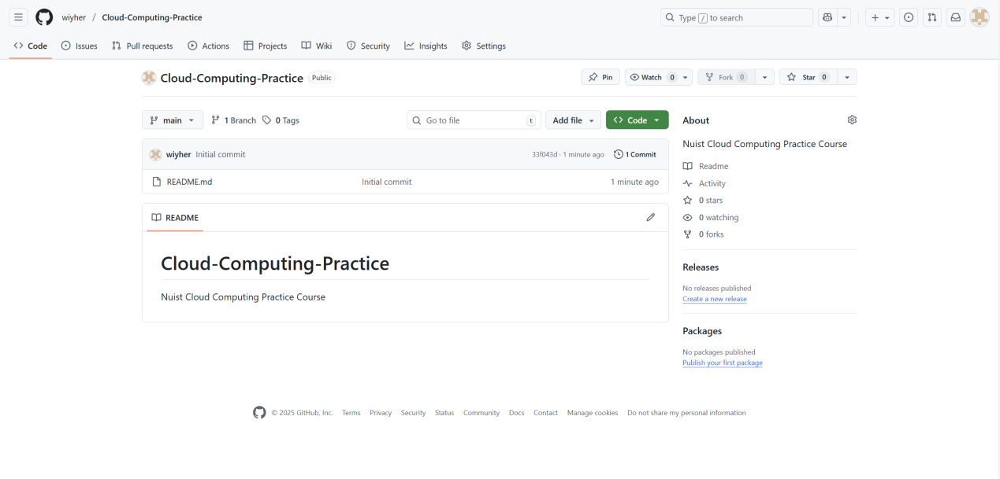 wiyher / Cloud-Computing-Practice
Type / to search
Code Issues Pull requests Actions Projects Wiki Security Insights Settings
Cloud-Computing-Practice Public
Pin Watch 0 Fork 0 Star 0
main 1 Branch 0 Tags
Go to file t Add file Code
wiyher Initial commit 33f043d · 1 minute ago 1 Commit
README.md Initial commit 1 minute ago
README
Cloud-Computing-Practice
Nuist Cloud Computing Practice Course
About
Nuist Cloud Computing Practice Course
Readme
Activity
0 stars
0 watching
0 forks
Releases
No releases published
Create a new release
Packages
No packages published
Publish your first package
© 2025 GitHub, Inc. Terms Privacy Security Status Community Docs Contact Manage cookies Do not share my personal information